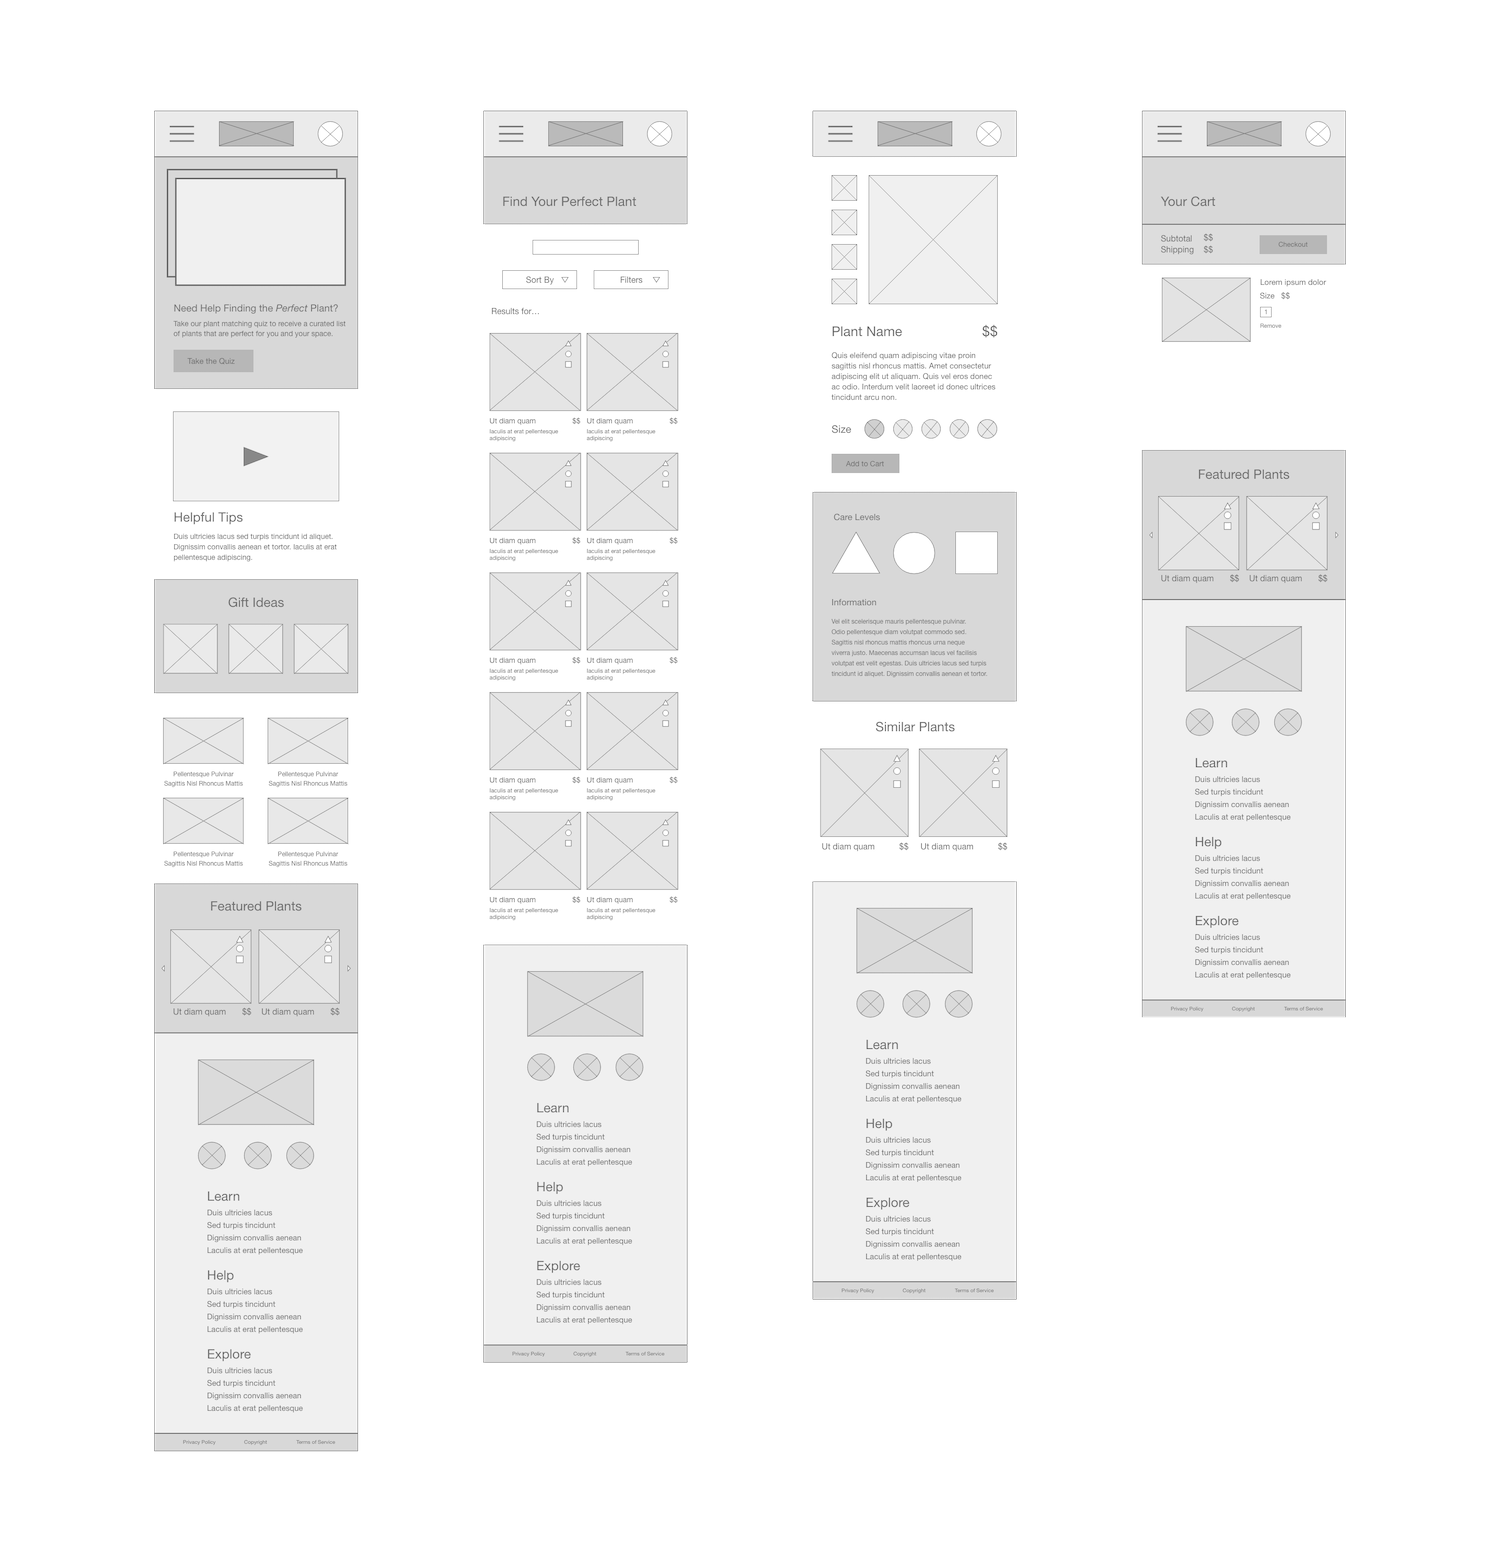 Need Help Finding the Perfect Plant?
Take our plant matching quiz to receive a curated list
of plants that are perfect for you and your space.
Take the Quiz
Helpful Tips
Duis ultricies lacus sed turpis tincidunt id aliquet.
Dignissim convallis aenean et tortor. Iaculis at erat
pellentesque adipiscing.
Gift Ideas
Pellentesque Pulvinar
Sagittis Nisl Rhoncus Mattis
Pellentesque Pulvinar
Sagittis Nisl Rhoncus Mattis
Pellentesque Pulvinar
Sagittis Nisl Rhoncus Mattis
Pellentesque Pulvinar
Sagittis Nisl Rhoncus Mattis
Featured Plants
Ut diam quam $$ Ut diam quam $$
Learn
Duis ultricies lacus
Sed turpis tincidunt
Dignissim convallis aenean
Laculis at erat pellentesque
Help
Duis ultricies lacus
Sed turpis tincidunt
Dignissim convallis aenean
Laculis at erat pellentesque
Explore
Duis ultricies lacus
Sed turpis tincidunt
Dignissim convallis aenean
Laculis at erat pellentesque
Privacy Policy Copyright Terms of Service
Find Your Perfect Plant
Sort By Filters
Results for...
Ut diam quam $$
Iaculis at erat pellentesque
adipiscing
Ut diam quam $$
Iaculis at erat pellentesque
adipiscing
Ut diam quam $$
Iaculis at erat pellentesque
adipiscing
Ut diam quam $$
Iaculis at erat pellentesque
adipiscing
Ut diam quam $$
Iaculis at erat pellentesque
adipiscing
Ut diam quam $$
Iaculis at erat pellentesque
adipiscing
Ut diam quam $$
Iaculis at erat pellentesque
adipiscing
Ut diam quam $$
Iaculis at erat pellentesque
adipiscing
Ut diam quam $$
Iaculis at erat pellentesque
adipiscing
Ut diam quam $$
Iaculis at erat pellentesque
adipiscing
Learn
Duis ultricies lacus
Sed turpis tincidunt
Dignissim convallis aenean
Laculis at erat pellentesque
Help
Duis ultricies lacus
Sed turpis tincidunt
Dignissim convallis aenean
Laculis at erat pellentesque
Explore
Duis ultricies lacus
Sed turpis tincidunt
Dignissim convallis aenean
Laculis at erat pellentesque
Privacy Policy Copyright Terms of Service
Plant Name $$
Quis eleifend quam adipiscing vitae proin
sagittis nisl rhoncus mattis. Amet consectetur
adipiscing elit ut aliquam. Quis vel eros donec
ac odio. Interdum velit laoreet id donec ultrices
tincidunt arcu non.
Size
Add to Cart
Care Levels
Information
Vel elit scelerisque mauris pellentesque pulvinar.
Odio pellentesque diam volutpat commodo sed.
Sagittis nisl rhoncus mattis rhoncus urna neque
viverra justo. Maecenas accumsan lacus vel facilisis
volutpat est velit egestas. Duis ultricies lacus sed turpis
tincidunt id aliquet. Dignissim convallis aenean et tortor.
Similar Plants
Ut diam quam $$ Ut diam quam $$
Learn
Duis ultricies lacus
Sed turpis tincidunt
Dignissim convallis aenean
Laculis at erat pellentesque
Help
Duis ultricies lacus
Sed turpis tincidunt
Dignissim convallis aenean
Laculis at erat pellentesque
Explore
Duis ultricies lacus
Sed turpis tincidunt
Dignissim convallis aenean
Laculis at erat pellentesque
Privacy Policy Copyright Terms of Service
Your Cart
Subtotal $$
Shipping $$
Checkout
Lorem ipsum dolor
Size $$
1
Remove
Featured Plants
Ut diam quam $$ Ut diam quam $$
Learn
Duis ultricies lacus
Sed turpis tincidunt
Dignissim convallis aenean
Laculis at erat pellentesque
Help
Duis ultricies lacus
Sed turpis tincidunt
Dignissim convallis aenean
Laculis at erat pellentesque
Explore
Duis ultricies lacus
Sed turpis tincidunt
Dignissim convallis aenean
Laculis at erat pellentesque
Privacy Policy Copyright Terms of Service